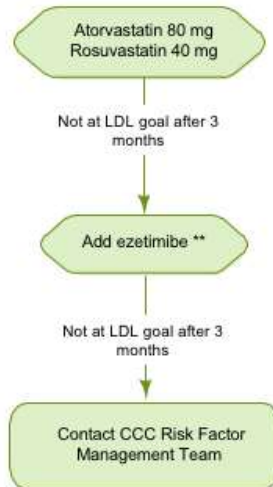 Atorvastatin 80 mg
Rosuvastatin 40 mg
Not at LDL goal after 3
months
Add ezetimibe **
Not at LDL goal after 3
months
Contact CCC Risk Factor
Management Team